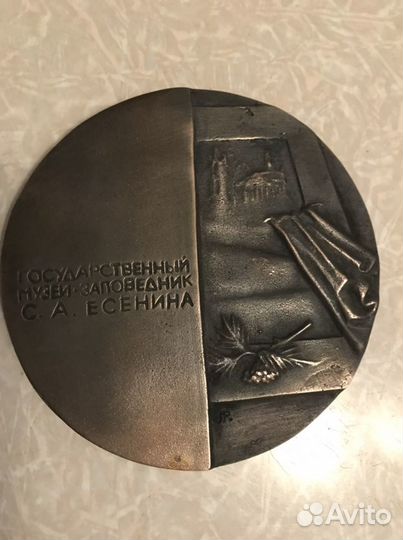 ГОСУДАРСТВЕННЫЙ
МУЗЕЙ-ЗАПОВЕДНИК
С. А. ЕСЕНИНА
Avito